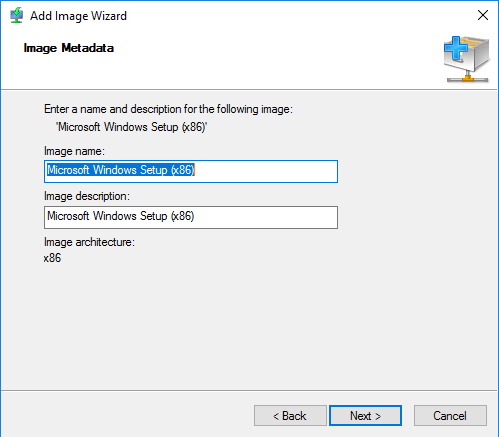 Add Image Wizard
Image Metadata
Enter a name and description for the following image:
'Microsoft Windows Setup (x86)'
Image name:
Microsoft Windows Setup (x86)
Image description:
Microsoft Windows Setup (x86)
Image architecture:
x86
< Back
Next >
Cancel